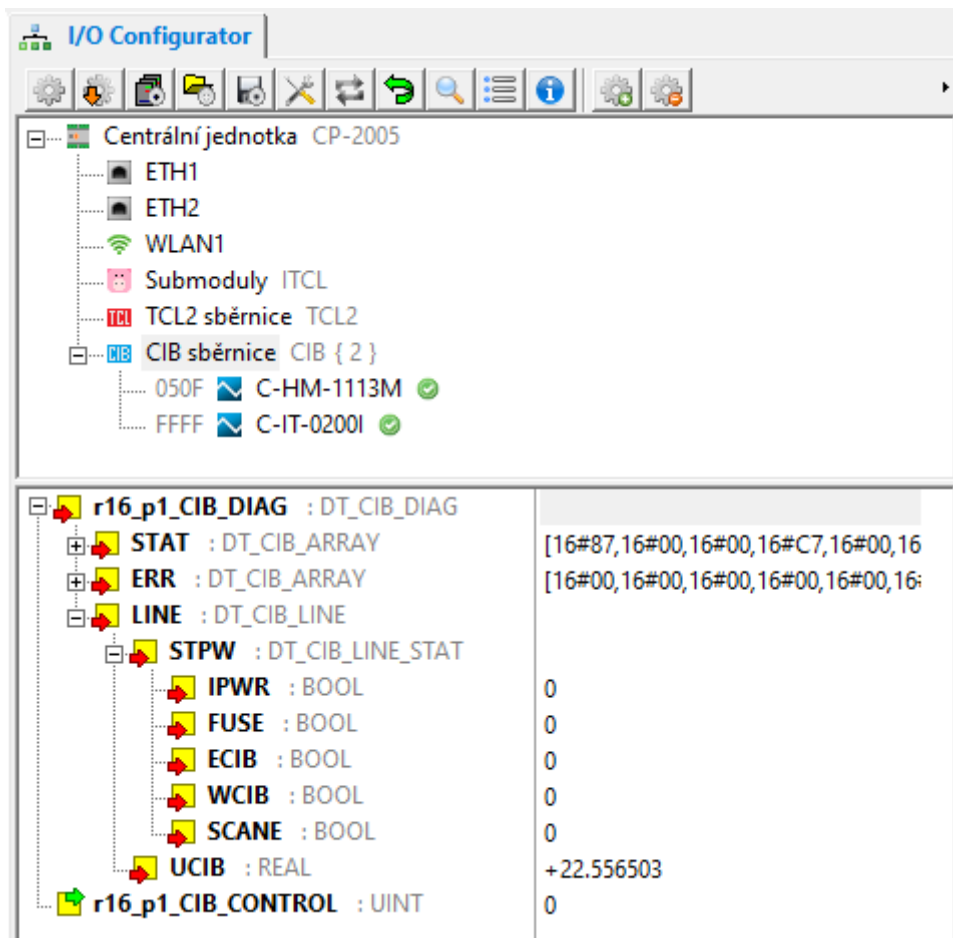 I/O Configurator
Centrální jednotka CP-2005
ETH1
ETH2
WLAN1
Submoduly ITCL
TCL TCL2 sběrnice TCL2
CIB CIB sběrnice CIB { 2 }
050F C-HM-1113M
FFFF C-IT-0200I
r16_p1_CIB_DIAG : DT_CIB_DIAG
STAT : DT_CIB_ARRAY [16#87,16#00,16#00,16#C7,16#00,16
ERR : DT_CIB_ARRAY [16#00,16#00,16#00,16#00,16#00,16#
LINE : DT_CIB_LINE
STPW : DT_CIB_LINE_STAT
IPWR : BOOL 0
FUSE : BOOL 0
ECIB : BOOL 0
WCIB : BOOL 0
SCANE : BOOL 0
UCIB : REAL +22.556503
r16_p1_CIB_CONTROL : UINT 0